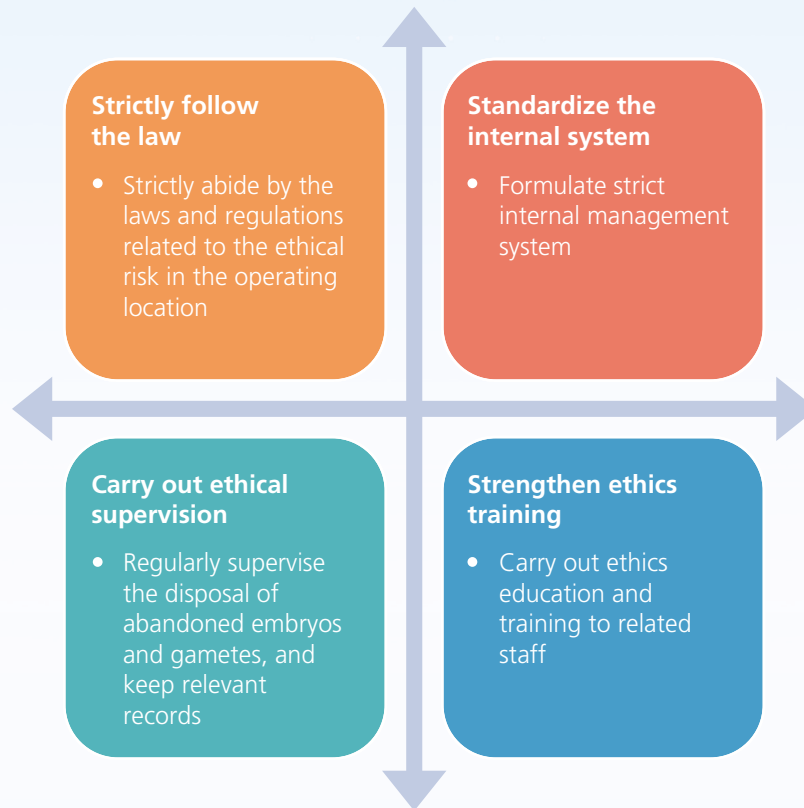 Strictly follow
the law
• Strictly abide by the
laws and regulations
related to the ethical
risk in the operating
location
Standardize the
internal system
• Formulate strict
internal management
system
Carry out ethical
supervision
• Regularly supervise
the disposal of
abandoned embryos
and gametes, and
keep relevant
records
Strengthen ethics
training
• Carry out ethics
education and
training to related
staff